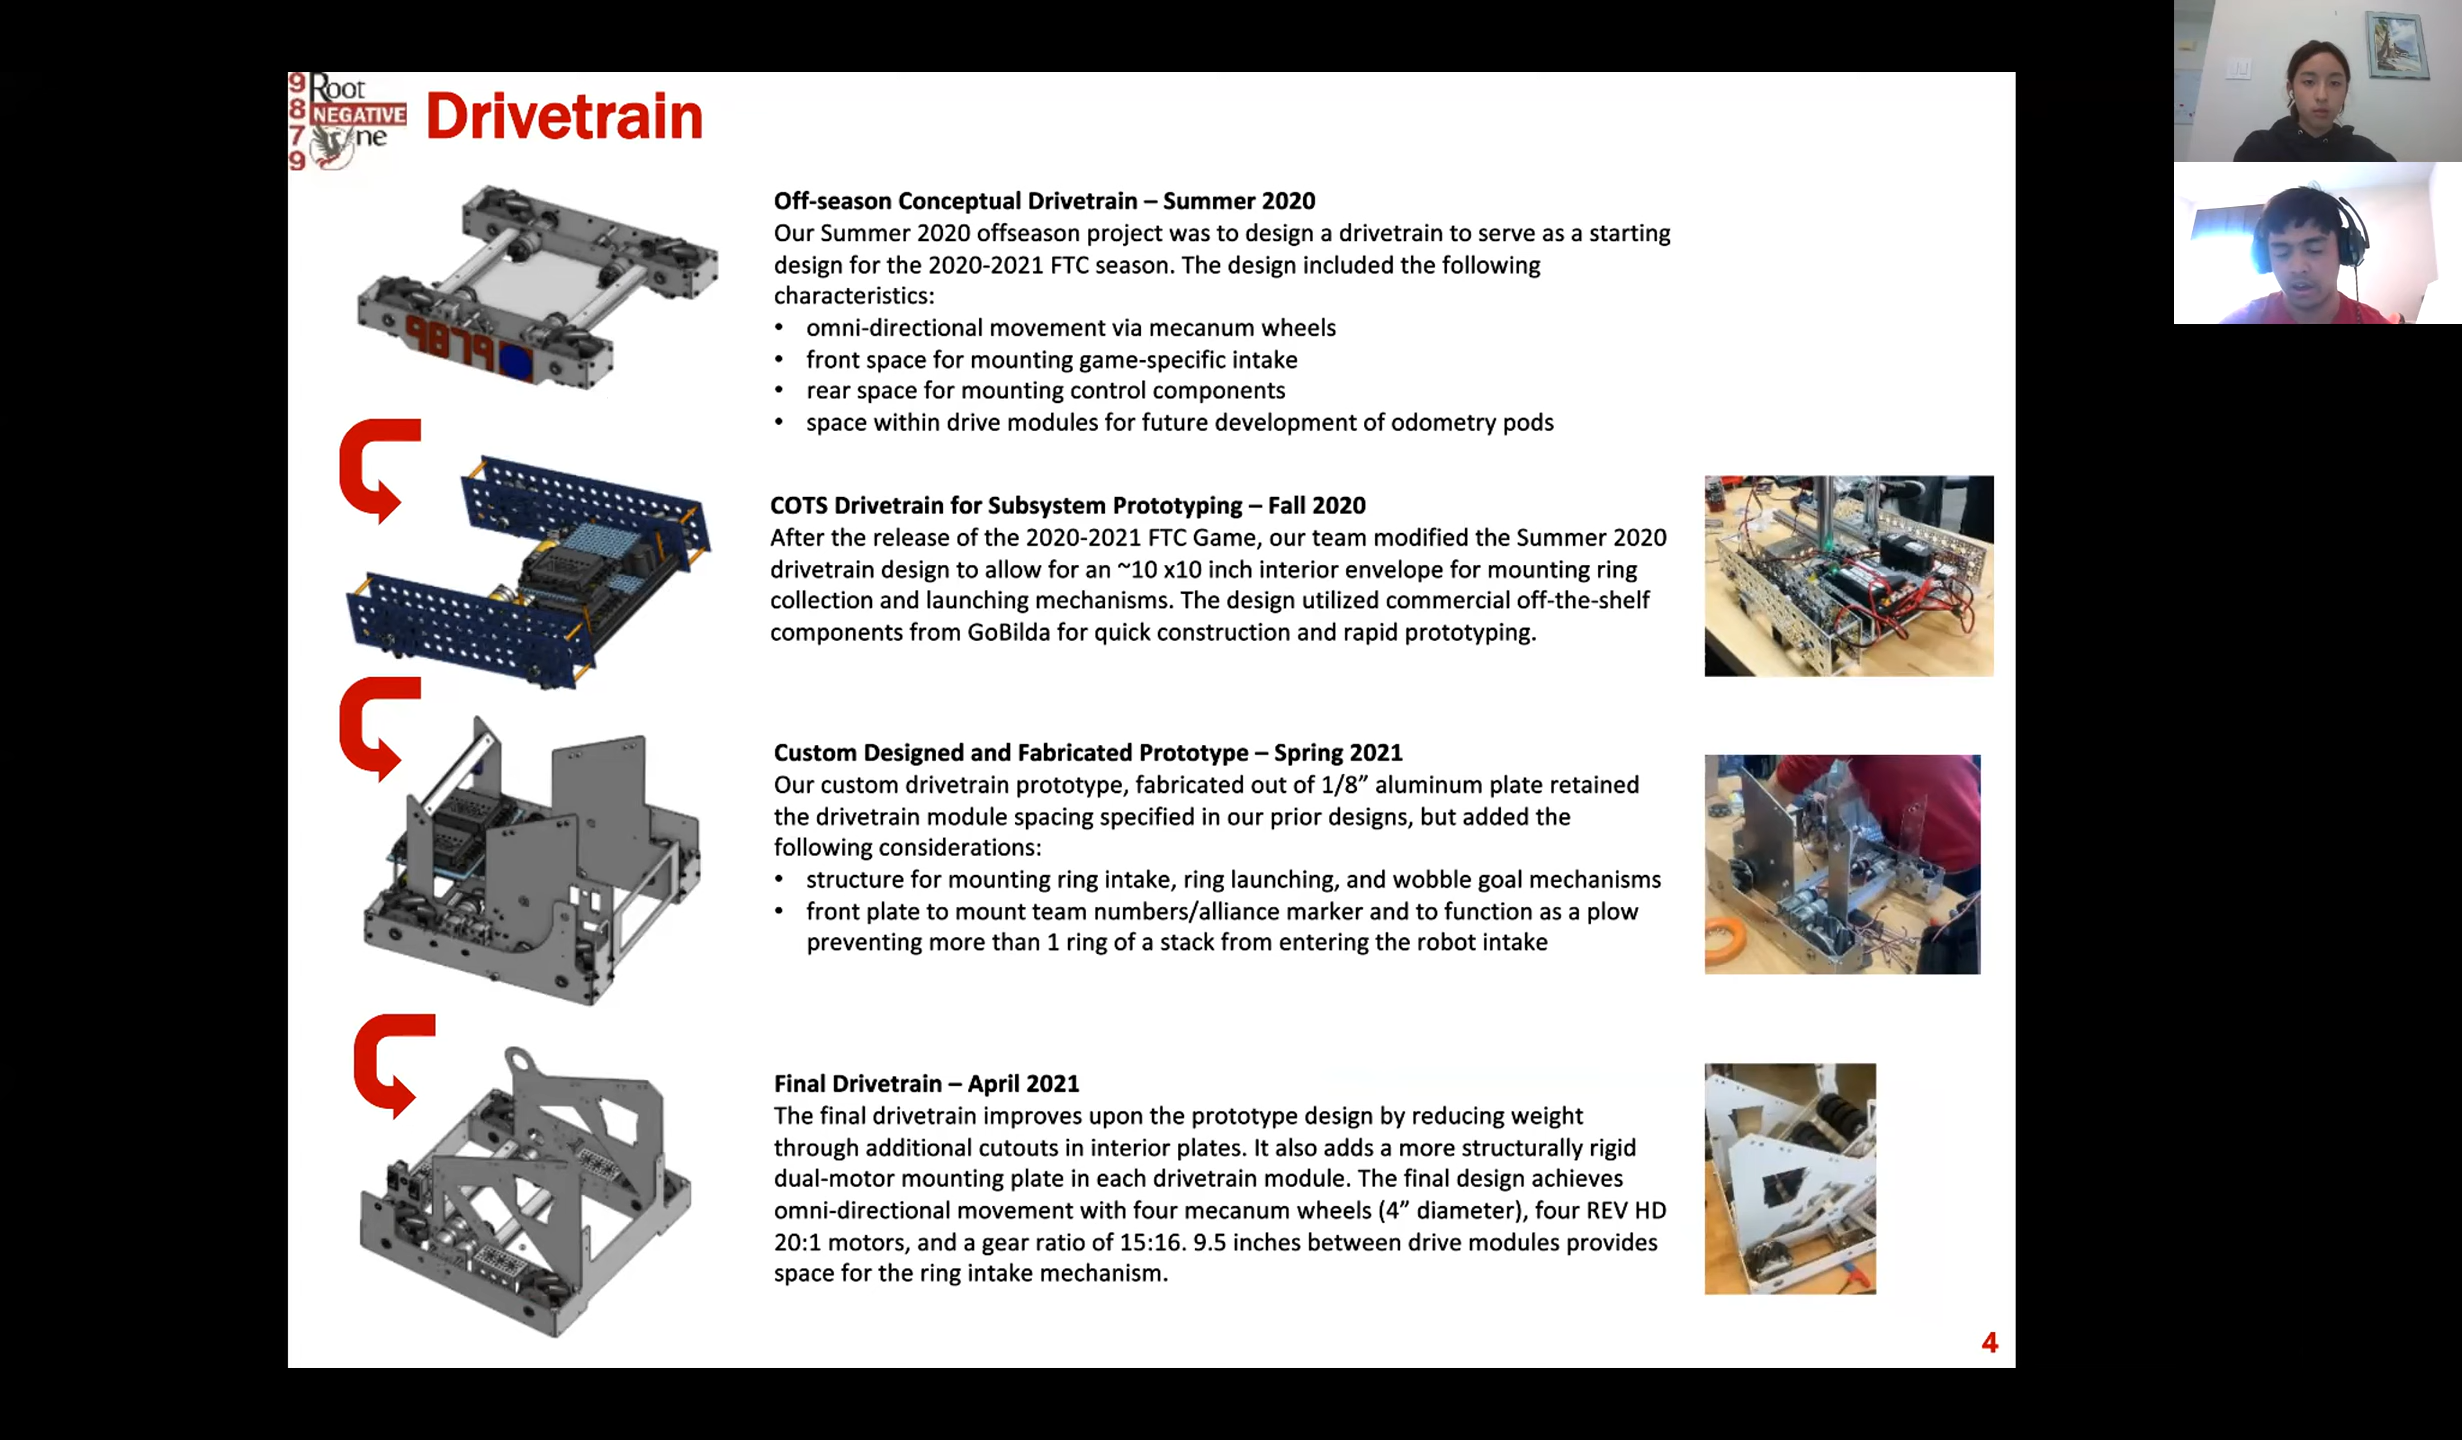 9
8
7
9
Root
NEGATIVE
ne
Drivetrain
Off-season Conceptual Drivetrain – Summer 2020
Our Summer 2020 offseason project was to design a drivetrain to serve as a starting
design for the 2020-2021 FTC season. The design included the following
characteristics:
• omni-directional movement via mecanum wheels
• front space for mounting game-specific intake
• rear space for mounting control components
• space within drive modules for future development of odometry pods
9879
COTS Drivetrain for Subsystem Prototyping – Fall 2020
After the release of the 2020-2021 FTC Game, our team modified the Summer 2020
drivetrain design to allow for an ~10 x10 inch interior envelope for mounting ring
collection and launching mechanisms. The design utilized commercial off-the-shelf
components from GoBilda for quick construction and rapid prototyping.
Custom Designed and Fabricated Prototype – Spring 2021
Our custom drivetrain prototype, fabricated out of 1/8” aluminum plate retained
the drivetrain module spacing specified in our prior designs, but added the
following considerations:
• structure for mounting ring intake, ring launching, and wobble goal mechanisms
• front plate to mount team numbers/alliance marker and to function as a plow
preventing more than 1 ring of a stack from entering the robot intake
Final Drivetrain – April 2021
The final drivetrain improves upon the prototype design by reducing weight
through additional cutouts in interior plates. It also adds a more structurally rigid
dual-motor mounting plate in each drivetrain module. The final design achieves
omni-directional movement with four mecanum wheels (4” diameter), four REV HD
20:1 motors, and a gear ratio of 15:16. 9.5 inches between drive modules provides
space for the ring intake mechanism.
4